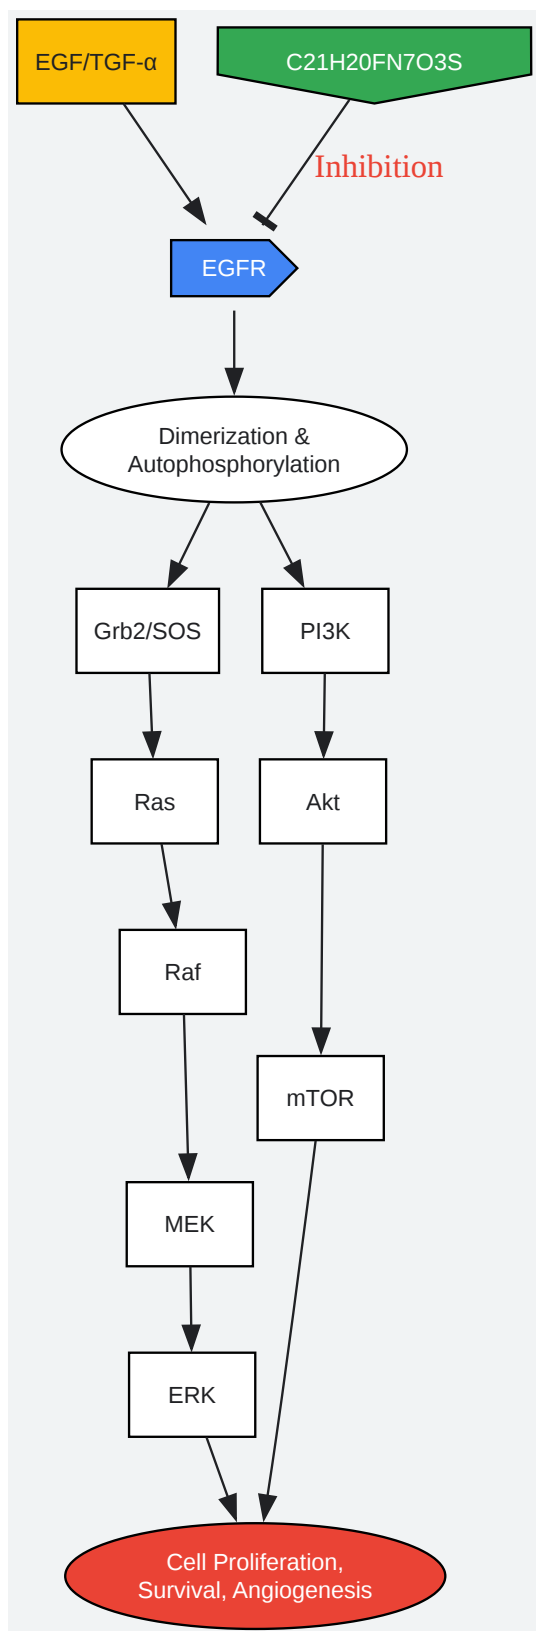 EGF/TGF-α
C21H20FN7O3S
Inhibition
EGFR
Dimerization &
Autophosphorylation
Grb2/SOS
PI3K
Ras
Akt
Raf
mTOR
MEK
ERK
Cell Proliferation,
Survival, Angiogenesis